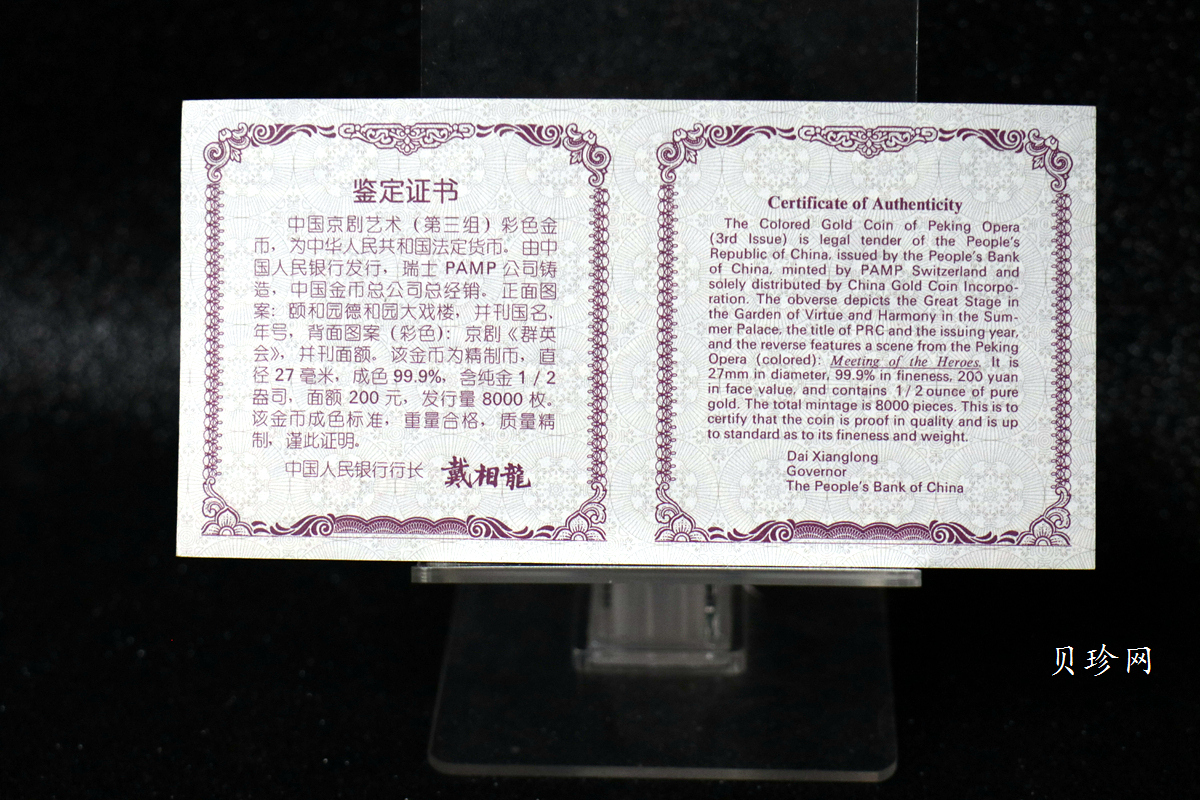 鉴定证书
中国京剧艺术（第三组）彩色金
币，为中华人民共和国法定货币。由中
国人民银行发行，瑞士 PAMP 公司铸
造，中国金币总公司总经销。正面图
案：颐和园德和园大戏楼，并刊国名、
年号，背面图案（彩色）：京剧《群英
会》，并刊面额。该金币为精制币，直
径 27 毫米，成色 99.9%，含纯金 1 / 2
盎司，面额 200 元，发行量 8000 枚。
该金币成色标准，重量合格，质量精
制，谨此证明。
中国人民银行行长 戴相龍
Certificate of Authenticity
The Colored Gold Coin of Peking Opera
(3rd Issue) is legal tender of the People's
Republic of China, issued by the People's Bank
of China, minted by PAMP Switzerland and
solely distributed by China Gold Coin Incorpo-
ration. The obverse depicts the Great Stage in
the Garden of Virtue and Harmony in the Sum-
mer Palace, the title of PRC and the issuing year,
and the reverse features a scene from the Peking
Opera (colored): Meeting of the Heroes. It is
27mm in diameter, 99.9% in fineness, 200 yuan
in face value, and contains 1 / 2 ounce of pure
gold. The total mintage is 8000 pieces. This is to
certify that the coin is proof in quality and is up
to standard as to its fineness and weight.
Dai Xianglong
Governor
The People's Bank of China
贝珍网